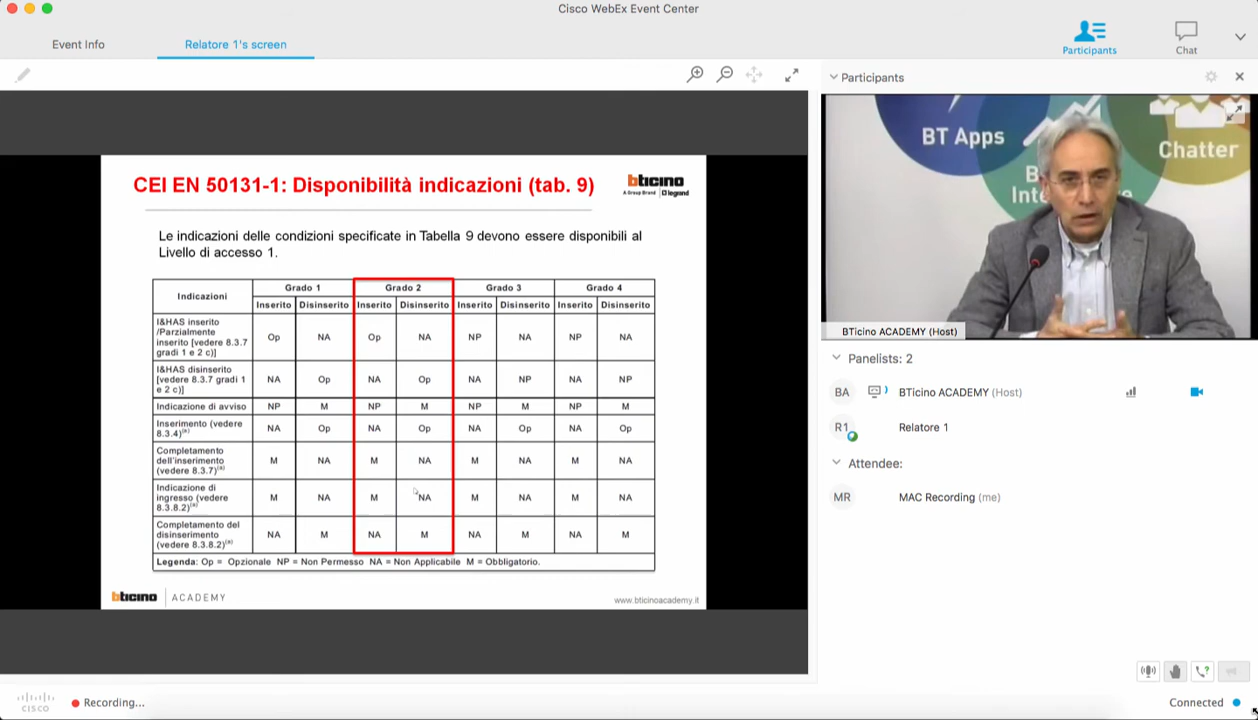 Cisco WebEx Event Center
Event Info
Relatore 1's screen
Participants
Chat
Participants
CEI EN 50131-1: Disponibilità indicazioni (tab. 9)
bticino
A Group Brand | legrand
Le indicazioni delle condizioni specificate in Tabella 9 devono essere disponibili al
Livello di accesso 1.
Indicazioni Grado 1 Grado 2 Grado 3 Grado 4
Inserito Disinserito Inserito Disinserito Inserito Disinserito Inserito Disinserito
I&HAS inserito
/Parzialmente
inserito [vedere 8.3.7
gradi 1 e 2 c)]
Op NA Op NA NP NA NP NA
I&HAS disinserito
[vedere 8.3.7 gradi 1
e 2 c)]
NA Op NA Op NA NP NA NP
Indicazione di avviso NP M NP M NP M NP M
Inserimento (vedere
8.3.4)(a)
NA Op NA Op NA Op NA Op
Completamento
dell'inserimento
(vedere 8.3.7)(a)
M NA M NA M NA M NA
Indicazione di
ingresso (vedere
8.3.8.2)(a)
M NA M NA M NA M NA
Completamento del
disinserimento
(vedere 8.3.8.2)(a)
NA M NA M NA M NA M
Legenda: Op = Opzionale NP = Non Permesso NA = Non Applicabile M = Obbligatorio.
bticino ACADEMY
www.bticinoacademy.it
BT Apps
Chatter
BTicino ACADEMY (Host)
Panelists: 2
BA BTicino ACADEMY (Host)
R1 Relatore 1
Attendee:
MR MAC Recording (me)
CISCO
Recording...
Connected